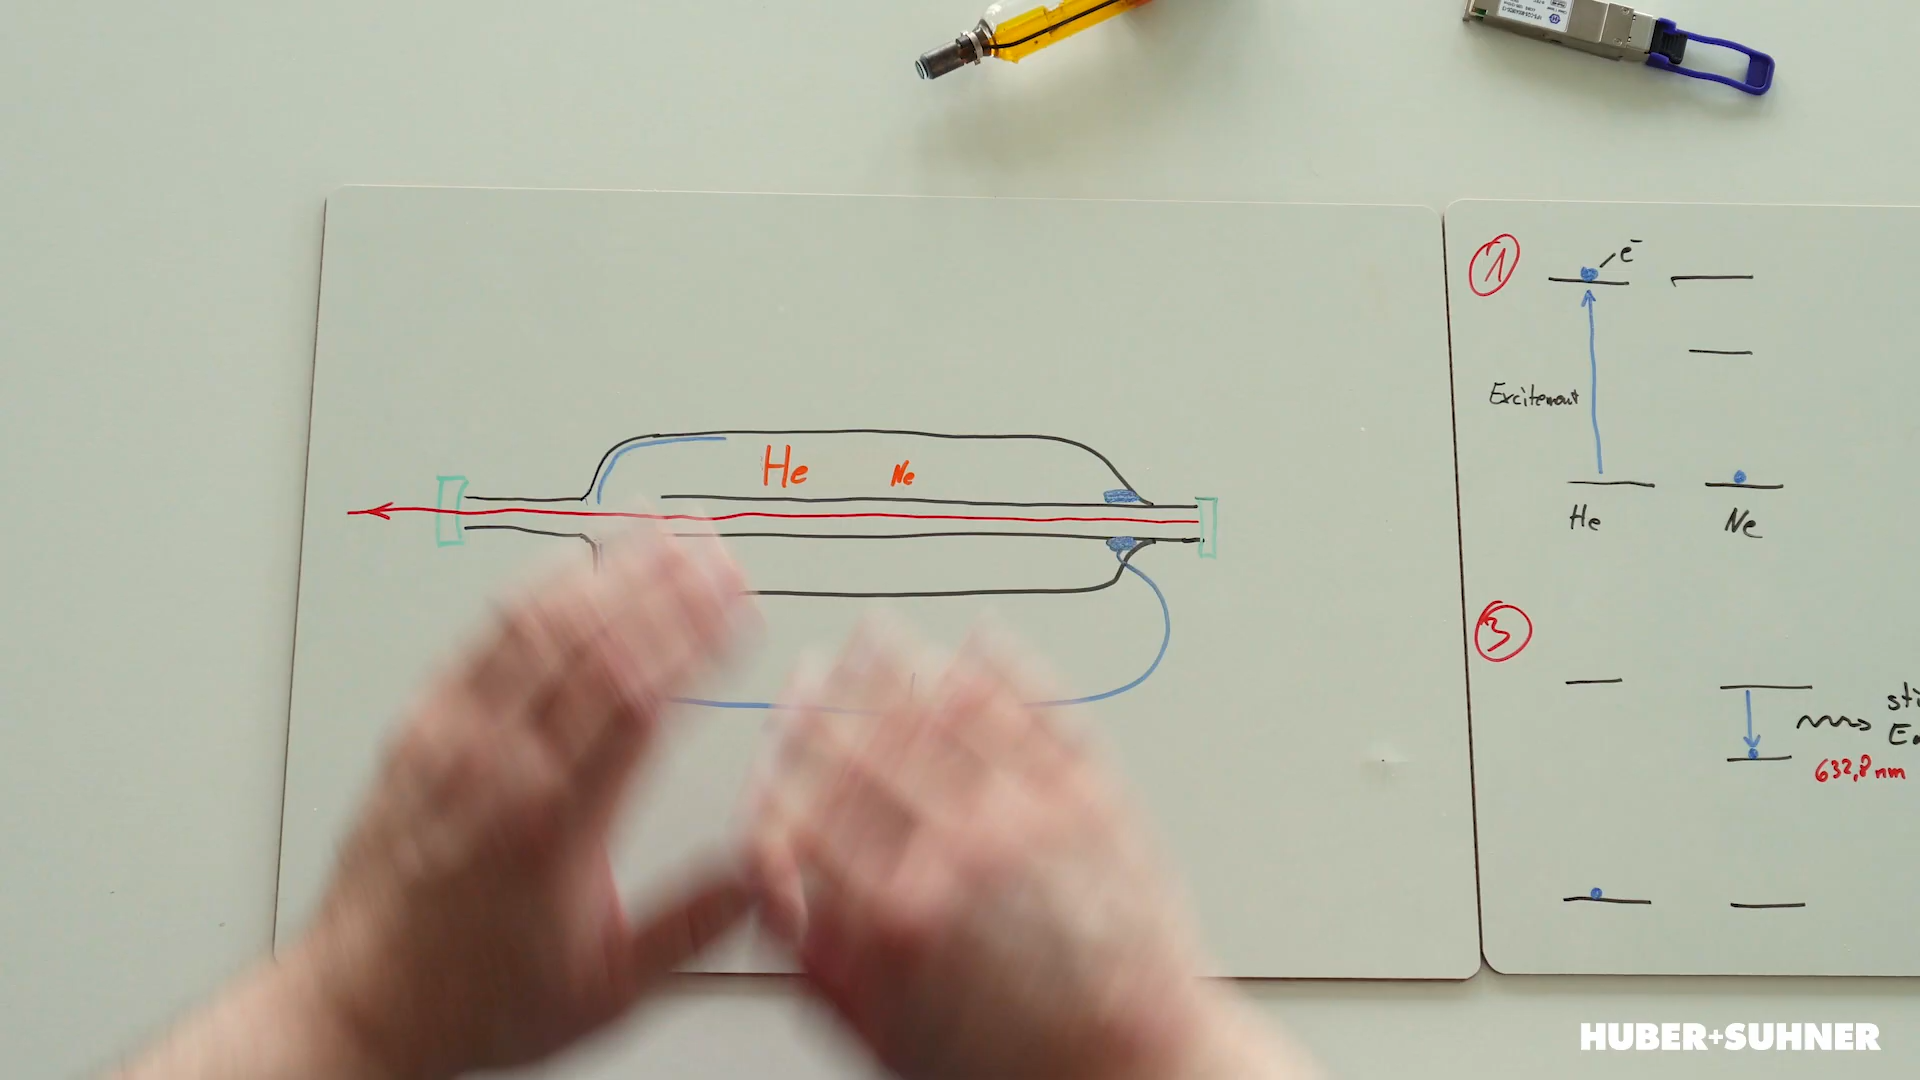 He Ne
1
e⁻
Excitement
He Ne
3
632,8 nm
HUBER+SUHNER